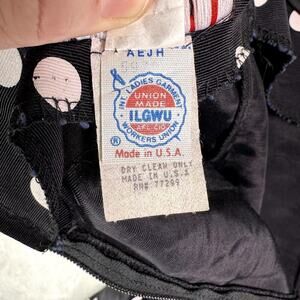 AEJH
INT. LADIES GARMENT
UNION
MADE
ILGWU
AFL-CIO
WORKERS UNION
Made in U.S.A.
DRY CLEAN ONLY
MADE IN U.S.A
RN# 77299